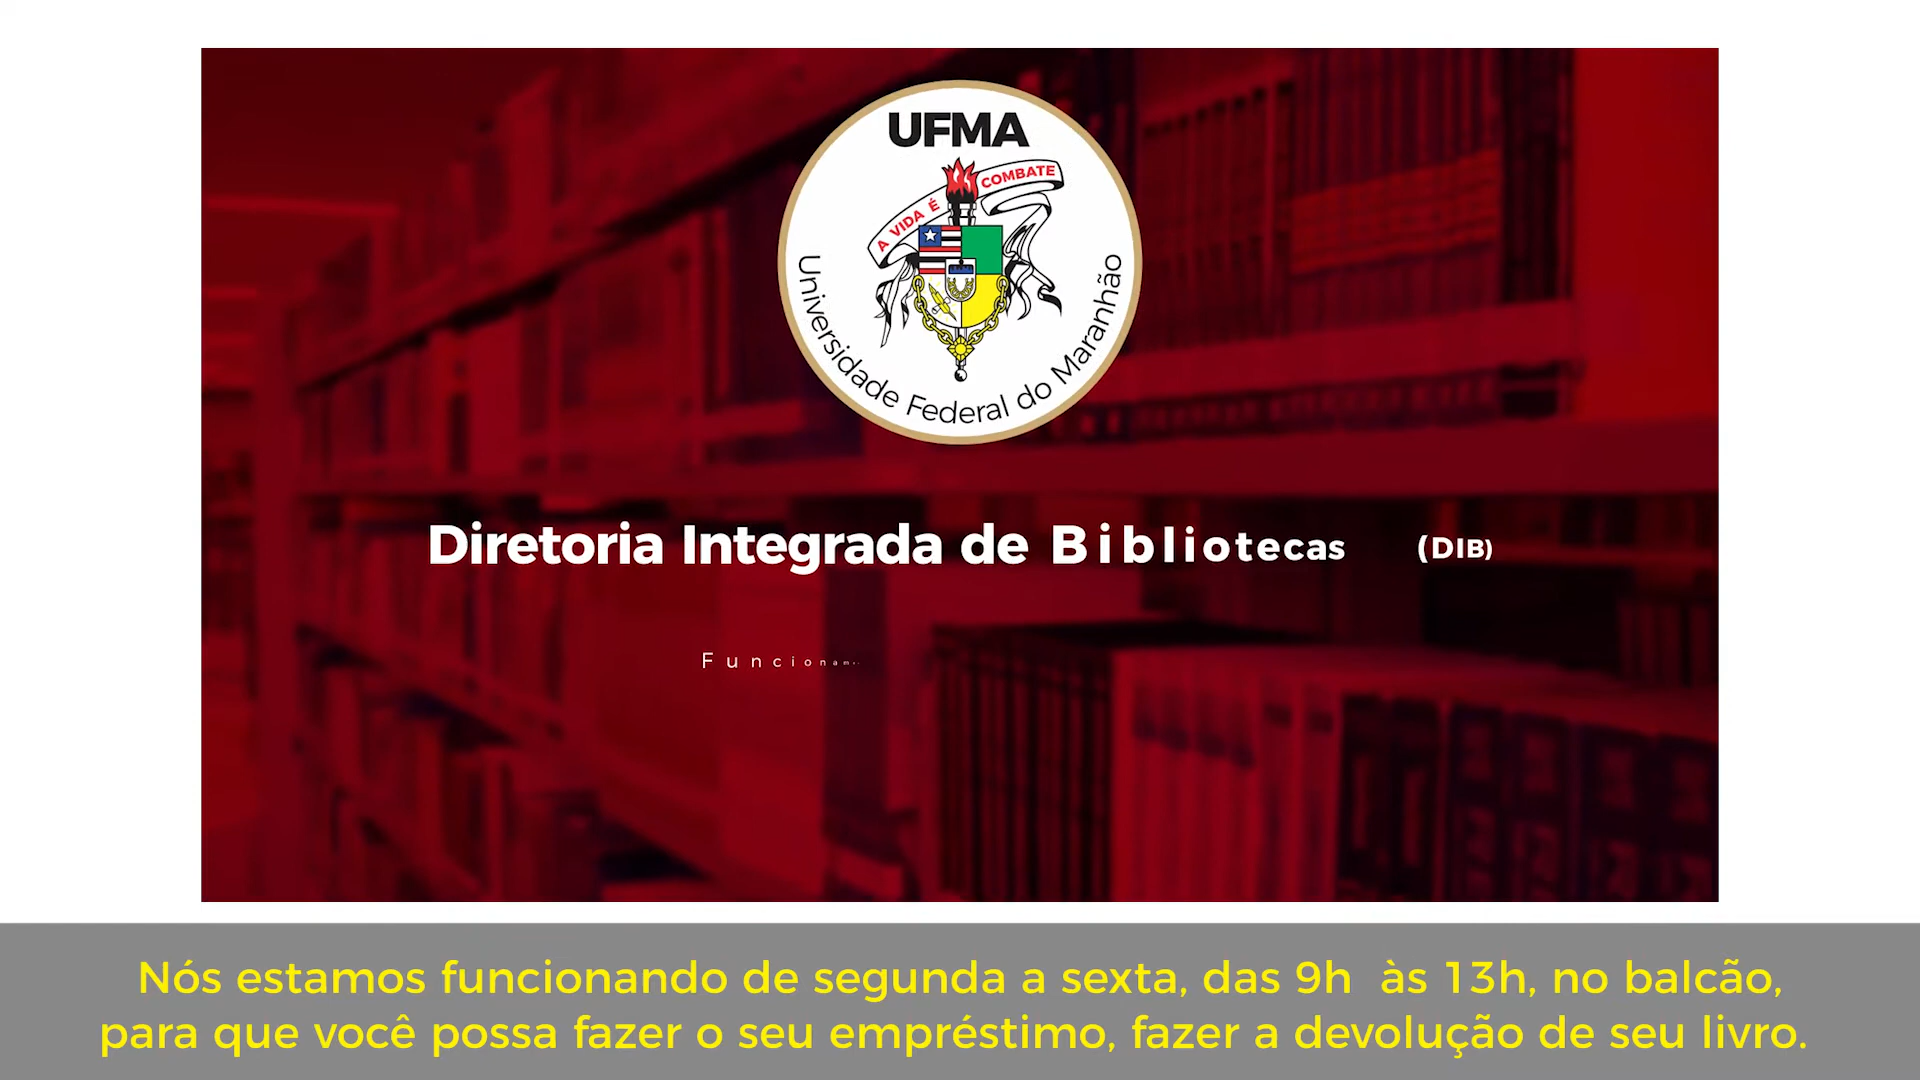 UFMA
A VIDA É COMBATE
Universidade Federal do Maranhão
Diretoria Integrada de Bibliotecas (DIB)
Funcionam
Nós estamos funcionando de segunda a sexta, das 9h às 13h, no balcão,
para que você possa fazer o seu empréstimo, fazer a devolução de seu livro.